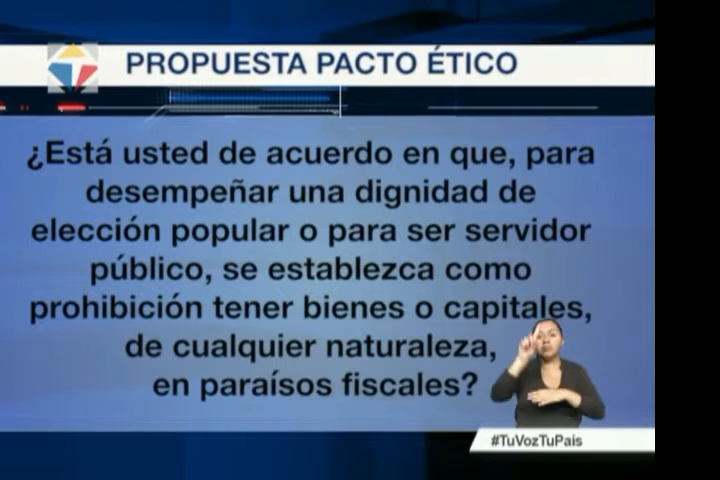 PROPUESTA PACTO ÉTICO
¿Está usted de acuerdo en que, para
desempeñar una dignidad de
elección popular o para ser servidor
público, se establezca como
prohibición tener bienes o capitales,
de cualquier naturaleza,
en paraísos fiscales?
#TuVozTuPais